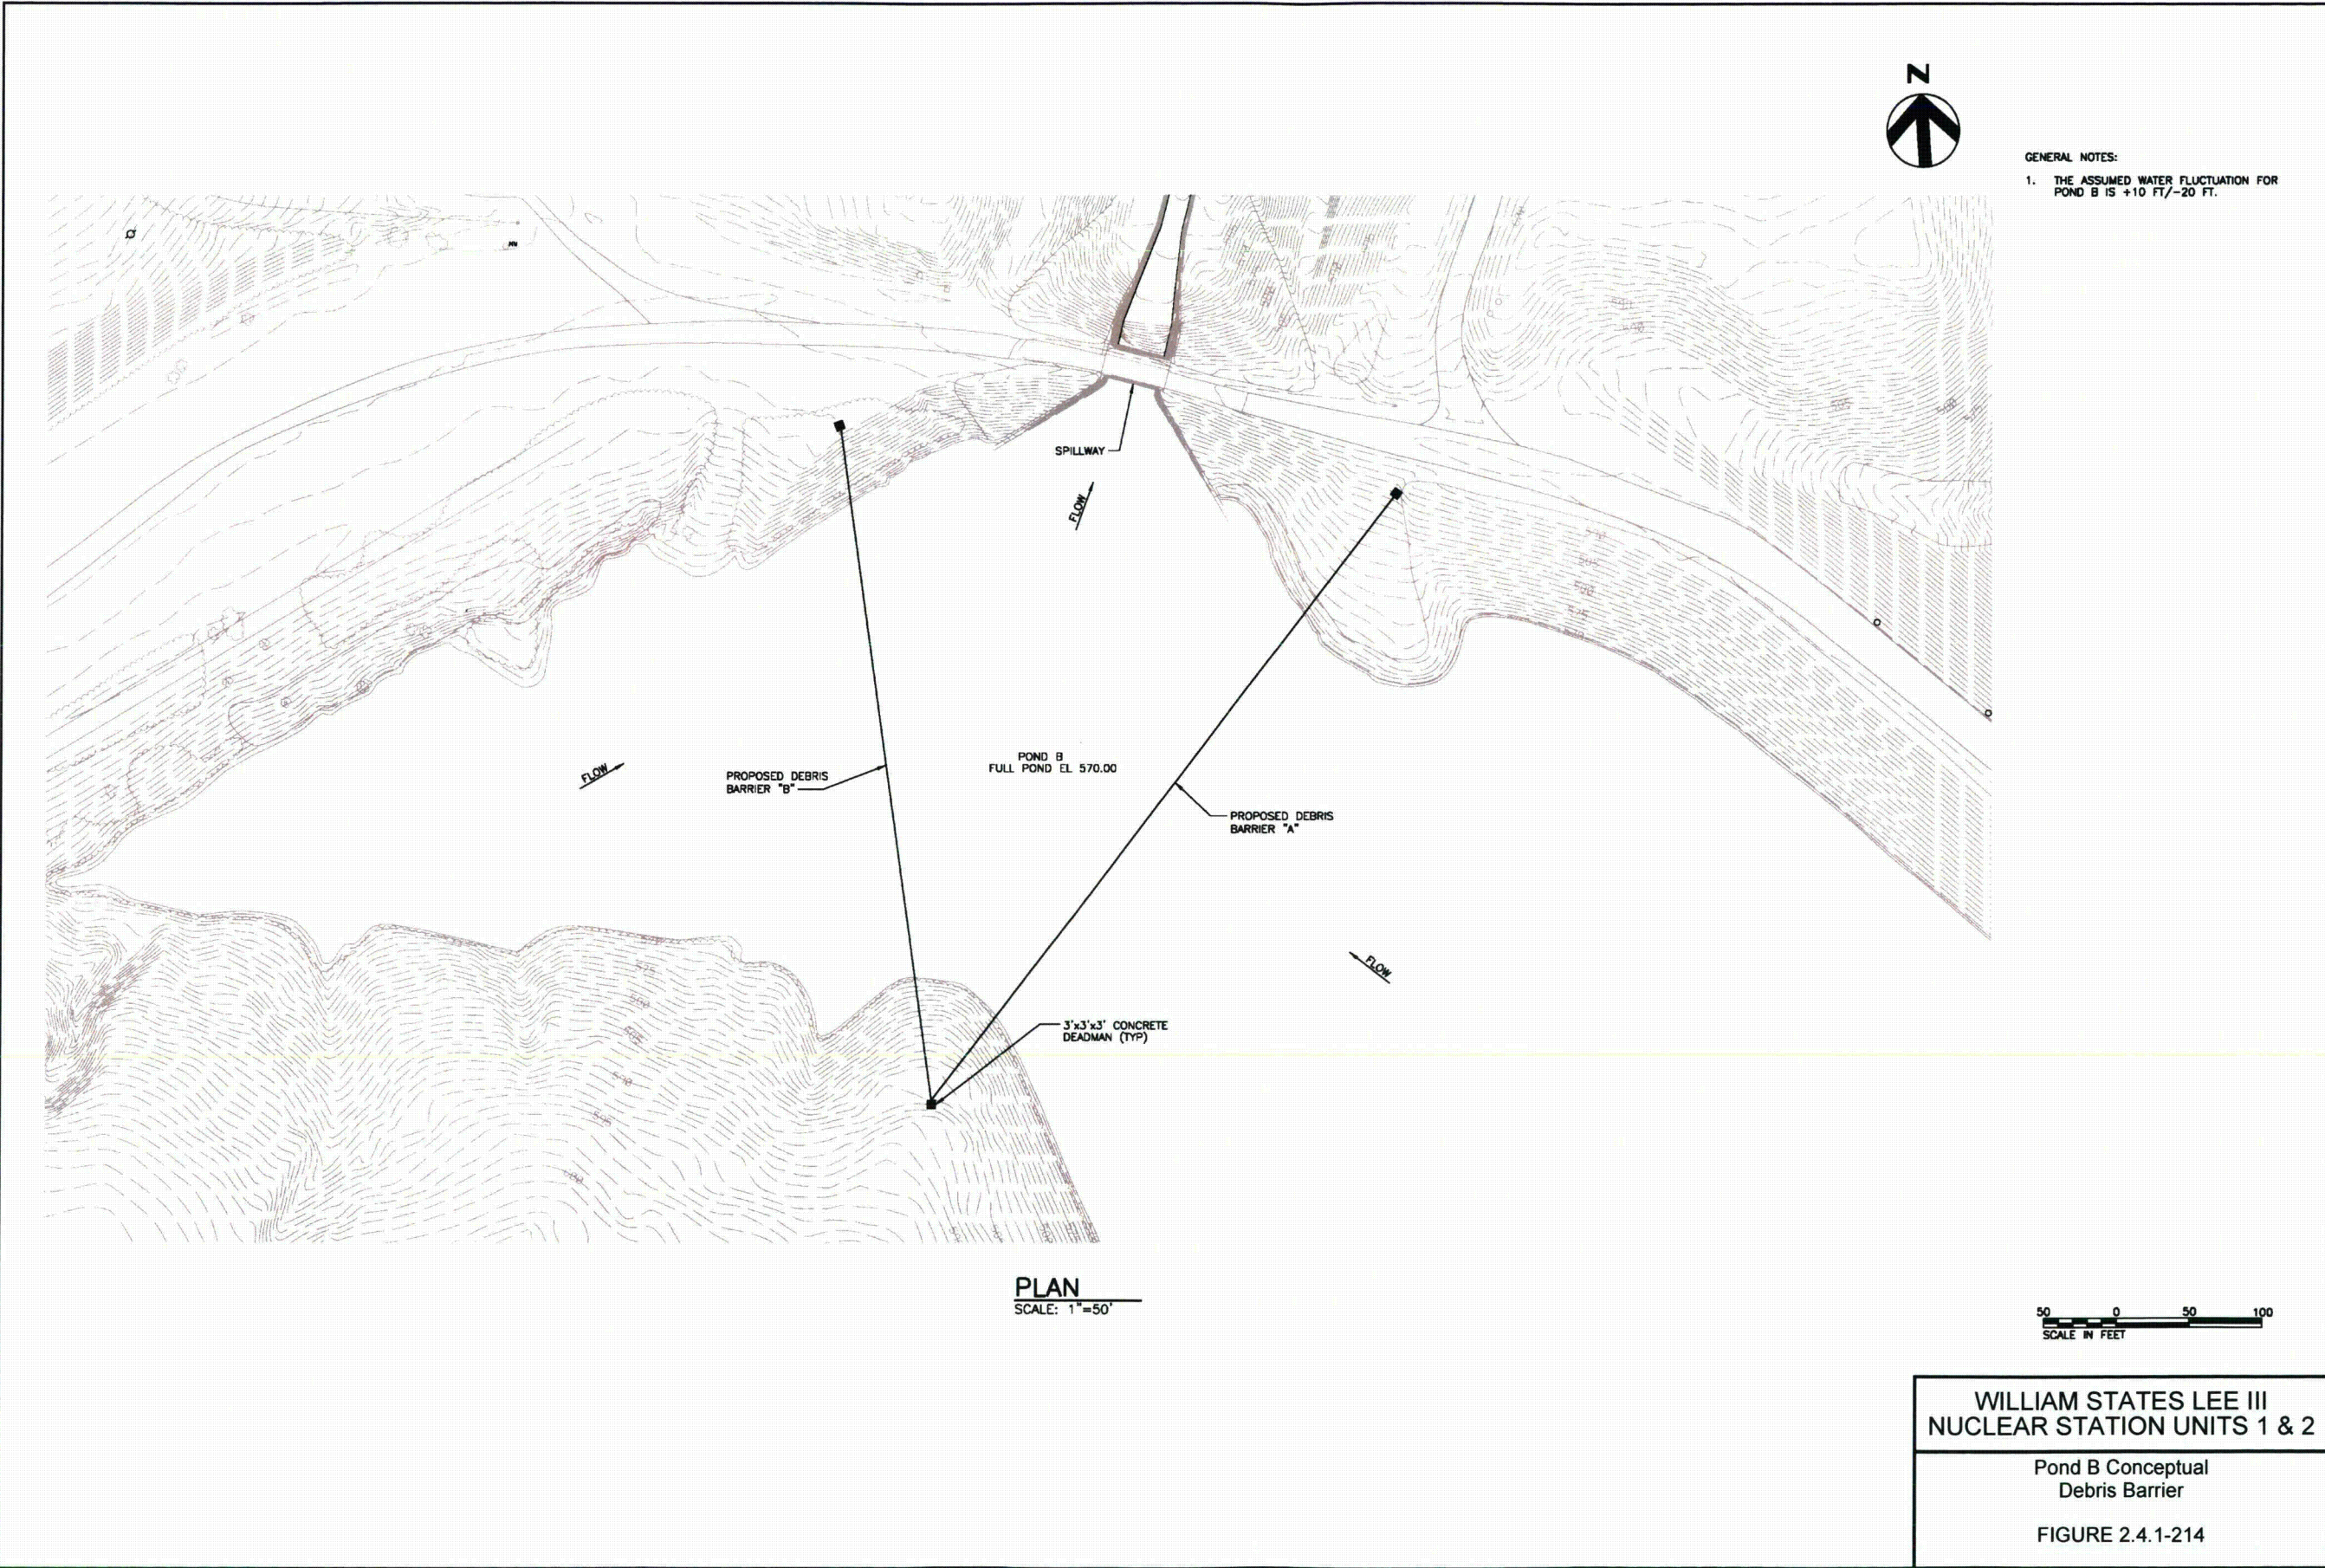 N
GENERAL NOTES:
1. THE ASSUMED WATER FLUCTUATION FOR
POND B IS +10 FT/-20 FT.
SPILLWAY
FLOW
POND B
FULL POND EL 570.00
FLOW
PROPOSED DEBRIS
BARRIER "B"
PROPOSED DEBRIS
BARRIER "A"
FLOW
3'x3'x3' CONCRETE
DEADMAN (TYP)
PLAN
SCALE: 1"=50'
50 0 50 100
SCALE IN FEET
WILLIAM STATES LEE III
NUCLEAR STATION UNITS 1 & 2
Pond B Conceptual
Debris Barrier
FIGURE 2.4.1-214